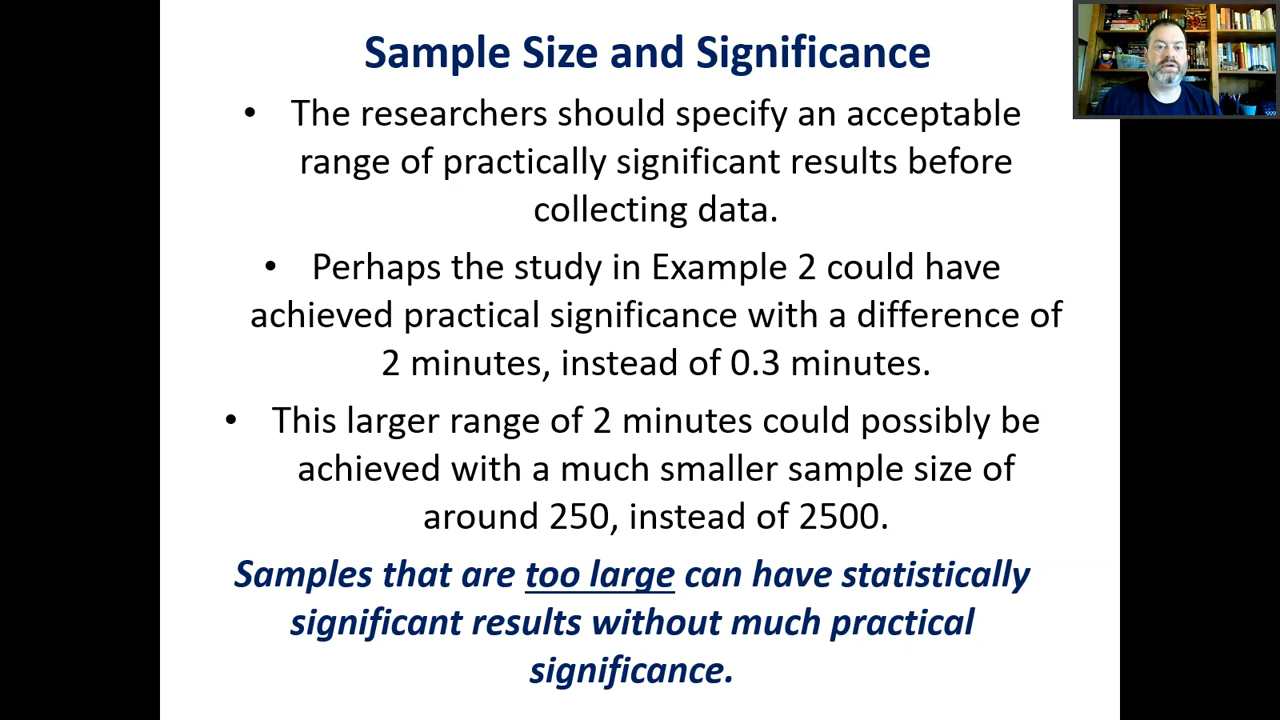 Sample Size and Significance
• The researchers should specify an acceptable
range of practically significant results before
collecting data.
• Perhaps the study in Example 2 could have
achieved practical significance with a difference of
2 minutes, instead of 0.3 minutes.
• This larger range of 2 minutes could possibly be
achieved with a much smaller sample size of
around 250, instead of 2500.
Samples that are too large can have statistically
significant results without much practical
significance.